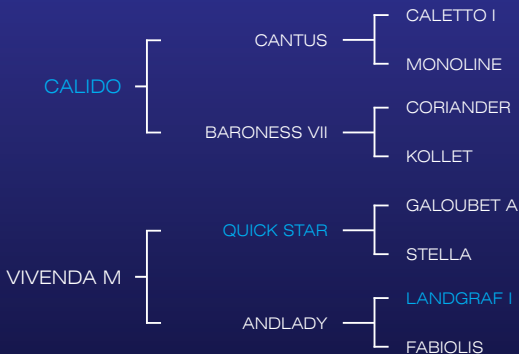 CALETTO I
CANTUS
MONOLINE
CALIDO
CORIANDER
BARONESS VII
KOLLET
GALOUBET A
QUICK STAR
STELLA
VIVENDA M
LANDGRAF I
ANDLADY
FABIOLIS